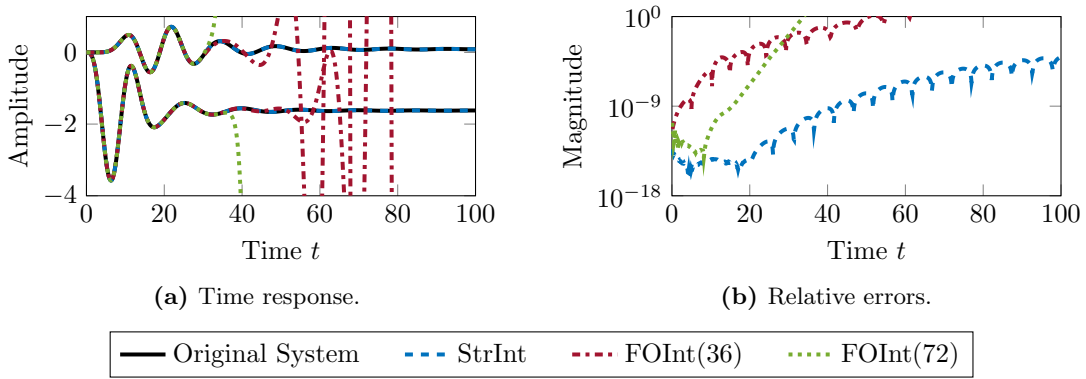 0
−2
−4
Amplitude
0 20 40 60 80 100
Time t
(a) Time response.
10^0
10^−9
10^−18
Magnitude
0 20 40 60 80 100
Time t
(b) Relative errors.
Original System StrInt FOInt(36) FOInt(72)